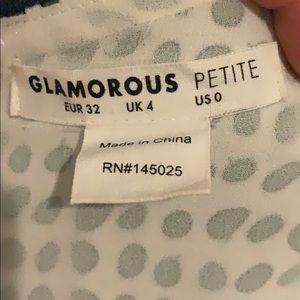 GLAMOROUS PETITE
EUR 32 UK 4 US 0
Made in China
RN#145025